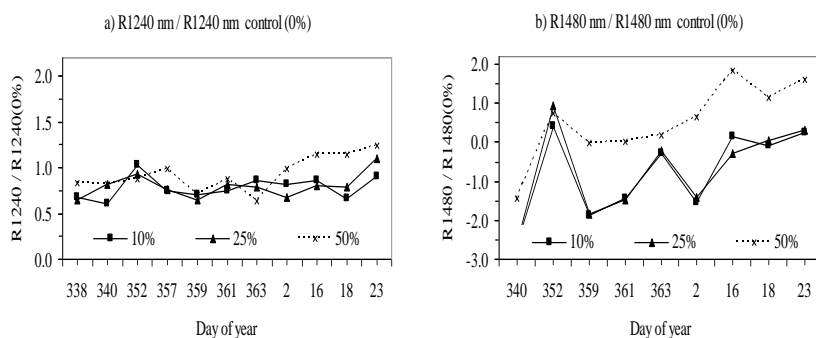 a) R1240 nm / R1240 nm control (0%)
R1240 / R1240(0%)
2.0
1.5
1.0
0.5
0.0
10%
25%
50%
338 340 352 357 359 361 363 2 16 18 23
Day of year
b) R1480 nm / R1480 nm control (0%)
R1480 / R1480(0%)
2.0
1.0
0.0
-1.0
-2.0
-3.0
10%
25%
50%
340 352 359 361 363 2 16 18 23
Day of year